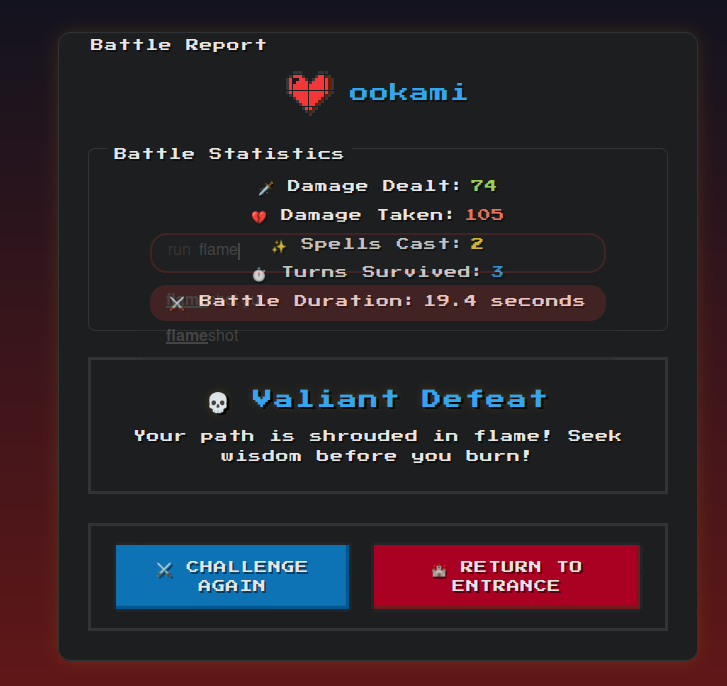 Battle Report
ookami
Battle Statistics
Damage Dealt: 74
Damage Taken: 105
run flame
Spells Cast: 2
Turns Survived: 3
Battle Duration: 19.4 seconds
flameshot
Valiant Defeat
Your path is shrouded in flame! Seek
wisdom before you burn!
CHALLENGE
AGAIN
RETURN TO
ENTRANCE